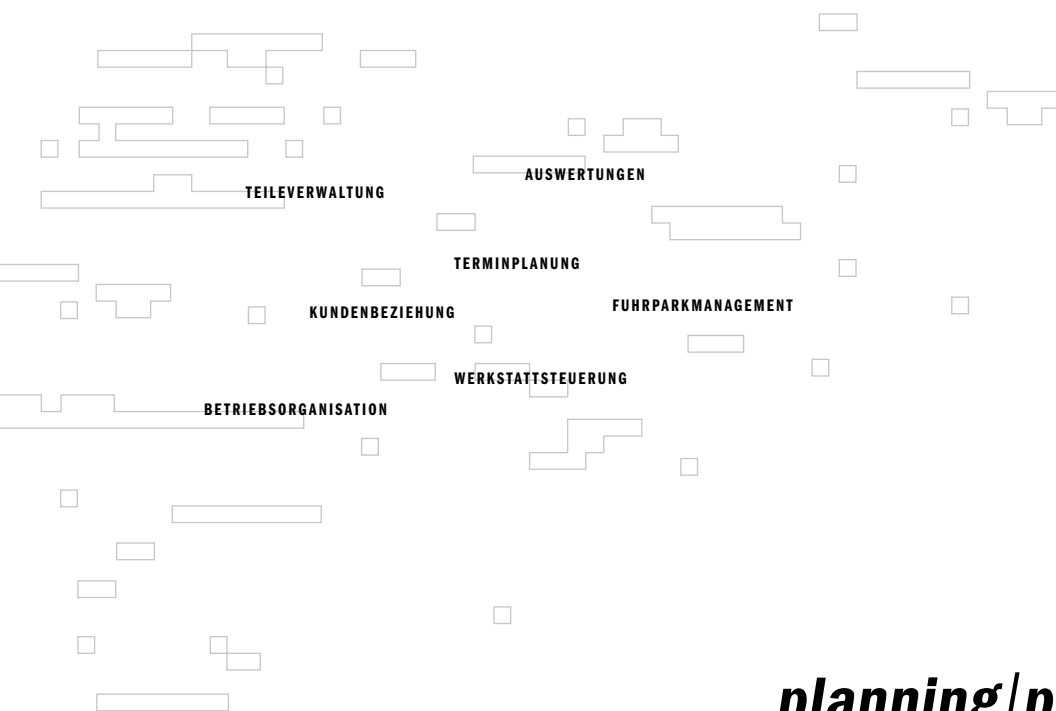 AUSWERTUNGEN
TEILEVERWALTUNG
TERMINPLANUNG
FUHRPARKMANAGEMENT
KUNDENBEZIEHUNG
WERKSTATTSTEUERUNG
BETRIEBSORGANISATION
planning|p